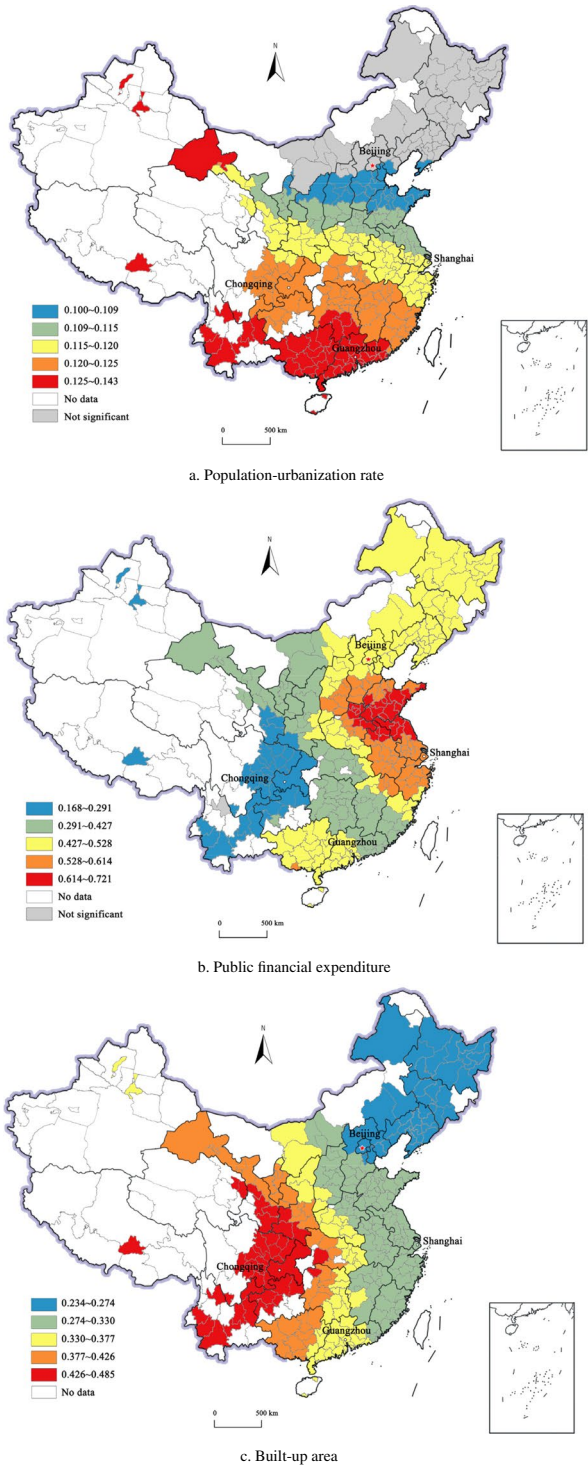 N
Beijing
Shanghai
Chongqing
Guangzhou
0.100~0.109
0.109~0.115
0.115~0.120
0.120~0.125
0.125~0.143
No data
Not significant
0 500 km
a. Population-urbanization rate
N
Beijing
Shanghai
Chongqing
Guangzhou
0.168~0.291
0.291~0.427
0.427~0.528
0.528~0.614
0.614~0.721
No data
Not significant
0 500 km
b. Public financial expenditure
N
Beijing
Shanghai
Chongqing
Guangzhou
0.234~0.274
0.274~0.330
0.330~0.377
0.377~0.426
0.426~0.485
No data
0 500 km
c. Built-up area